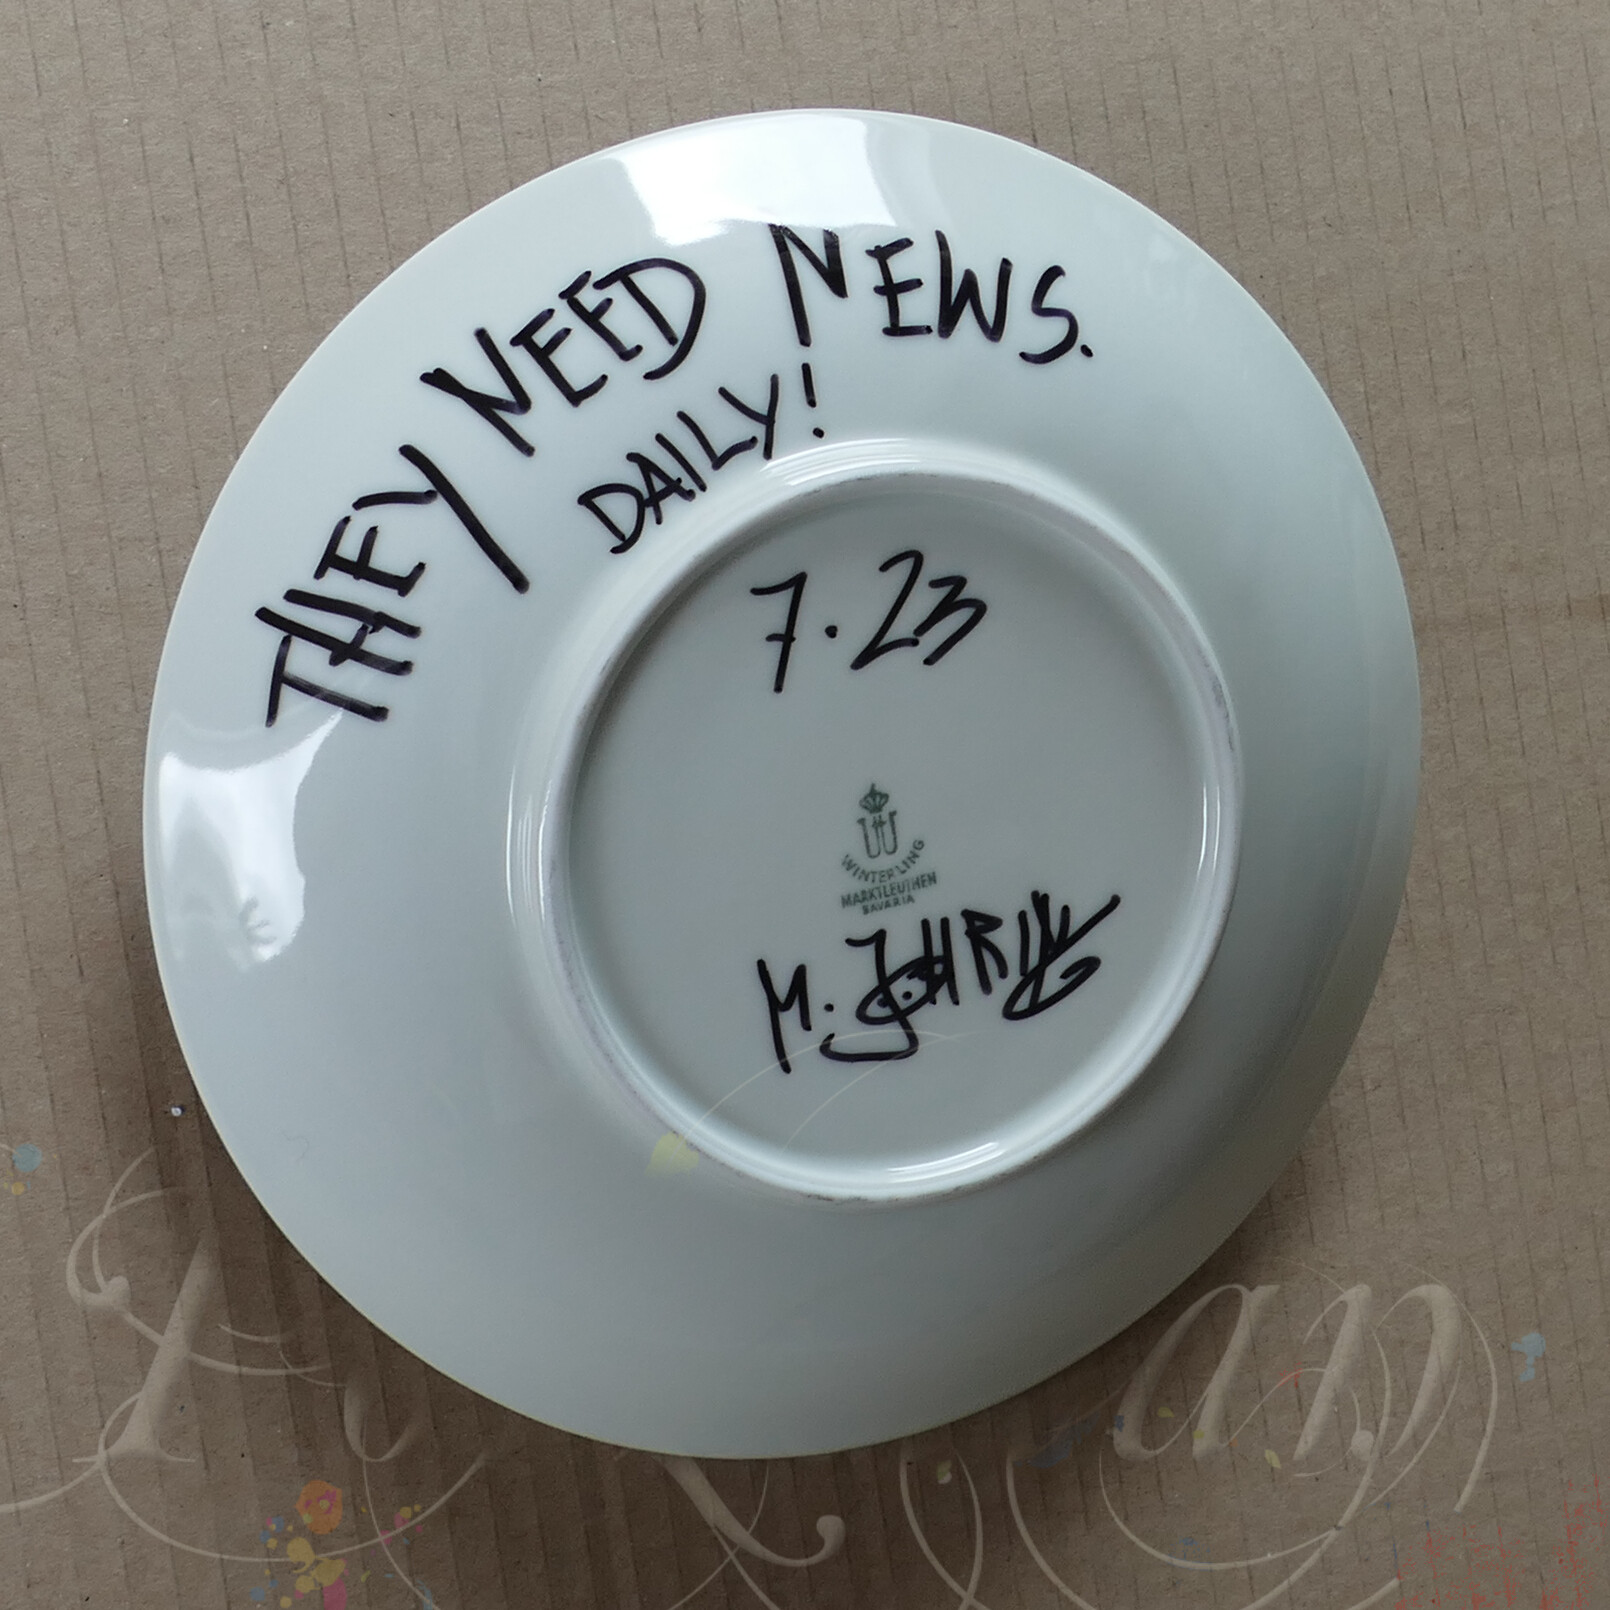 THEY NEED NEWS.
DAILY!
7.23
WINTERLING
MARKTLEUTHEN
BAVARIA